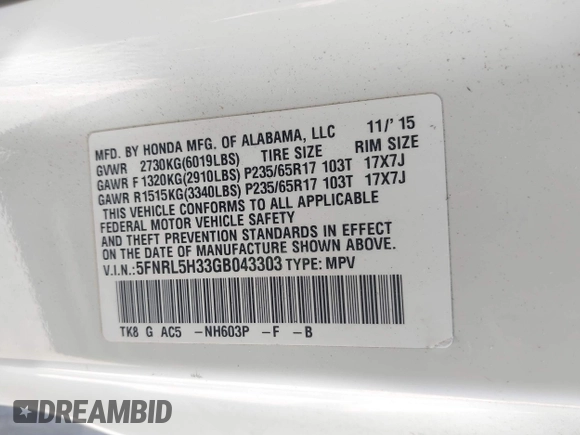 MFD. BY HONDA MFG. OF ALABAMA, LLC 11/'15
GVWR 2730KG(6019LBS) TIRE SIZE RIM SIZE
GAWR F1320KG(2910LBS) P235/65R17 103T 17X7J
GAWR R1515KG(3340LBS) P235/65R17 103T 17X7J
THIS VEHICLE CONFORMS TO ALL APPLICABLE
FEDERAL MOTOR VEHICLE SAFETY
AND THEFT PREVENTION STANDARDS IN EFFECT
ON THE DATE OF MANUFACTURE SHOWN ABOVE.
V.I.N.:5FNRL5H33GB043303 TYPE: MPV
TK8 G AC5 -NH603P -F -B
DREAMBID